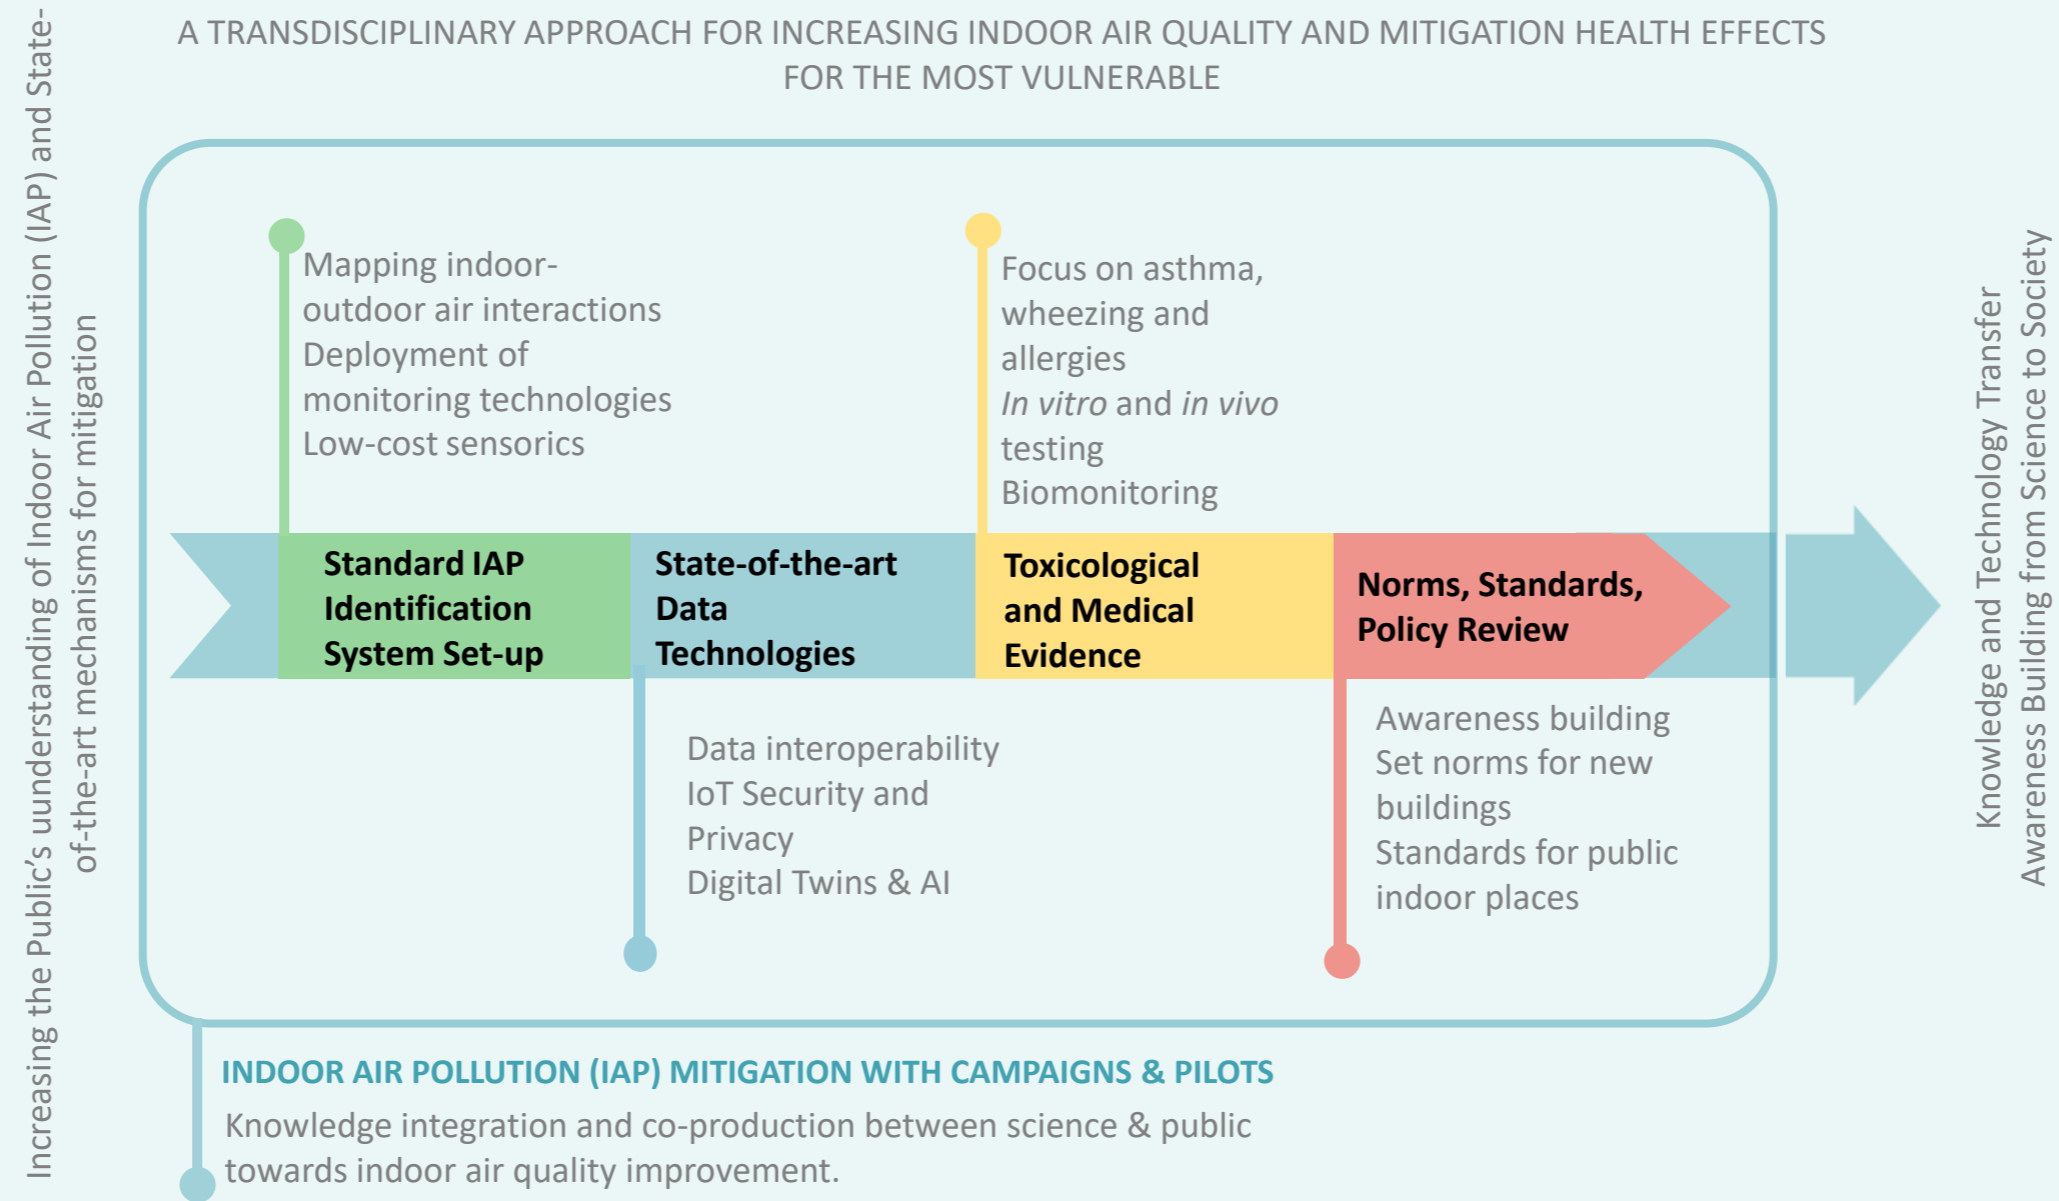 A TRANSDISCIPLINARY APPROACH FOR INCREASING INDOOR AIR QUALITY AND MITIGATION HEALTH EFFECTS
FOR THE MOST VULNERABLE
Increasing the Public's uunderstanding of Indoor Air Pollution (IAP) and State-
of-the-art mechanisms for mitigation
Mapping indoor-
outdoor air interactions
Deployment of
monitoring technologies
Low-cost sensorics
Focus on asthma,
wheezing and
allergies
In vitro and in vivo
testing
Biomonitoring
Standard IAP
Identification
System Set-up
State-of-the-art
Data
Technologies
Toxicological
and Medical
Evidence
Norms, Standards,
Policy Review
Data interoperability
IoT Security and
Privacy
Digital Twins & AI
Awareness building
Set norms for new
buildings
Standards for public
indoor places
INDOOR AIR POLLUTION (IAP) MITIGATION WITH CAMPAIGNS & PILOTS
Knowledge integration and co-production between science & public
towards indoor air quality improvement.
Knowledge and Technology Transfer
Awareness Building from Science to Society